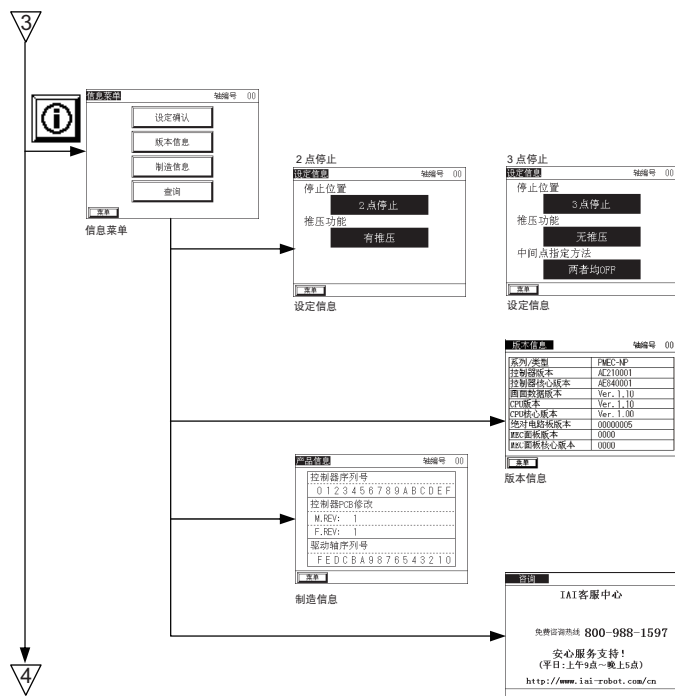 3
信息菜单 轴编号 00
设定确认
版本信息
制造信息
查询
菜单
信息菜单
2点停止
设定信息 轴编号 00
停止位置
2点停止
推压功能
有推压
菜单
设定信息
3点停止
设定信息 轴编号 00
停止位置
3点停止
推压功能
无推压
中间点指定方法
两者均OFF
菜单
设定信息
版本信息 轴编号 00
系列/类型 PMEC-NP
控制器版本 AE210001
控制器核心版本 AE840001
画面数据版本 Ver.1.10
CPU版本 Ver.1.10
CPU核心版本 Ver.1.00
绝对电路板版本 00000005
MEC面板版本 0000
MEC面板核心版本 0000
菜单
版本信息
产品信息 轴编号 00
控制器序列号
0123456789ABCDEF
控制器PCB修改
M.REV: 1
F.REV: 1
驱动轴序列号
FEDCBA9876543210
菜单
制造信息
咨询
IAI客服中心
免费咨询热线 800-988-1597
安心服务支持!
(平日:上午9点～晚上5点)
http://www.iai-robot.com/cn
4